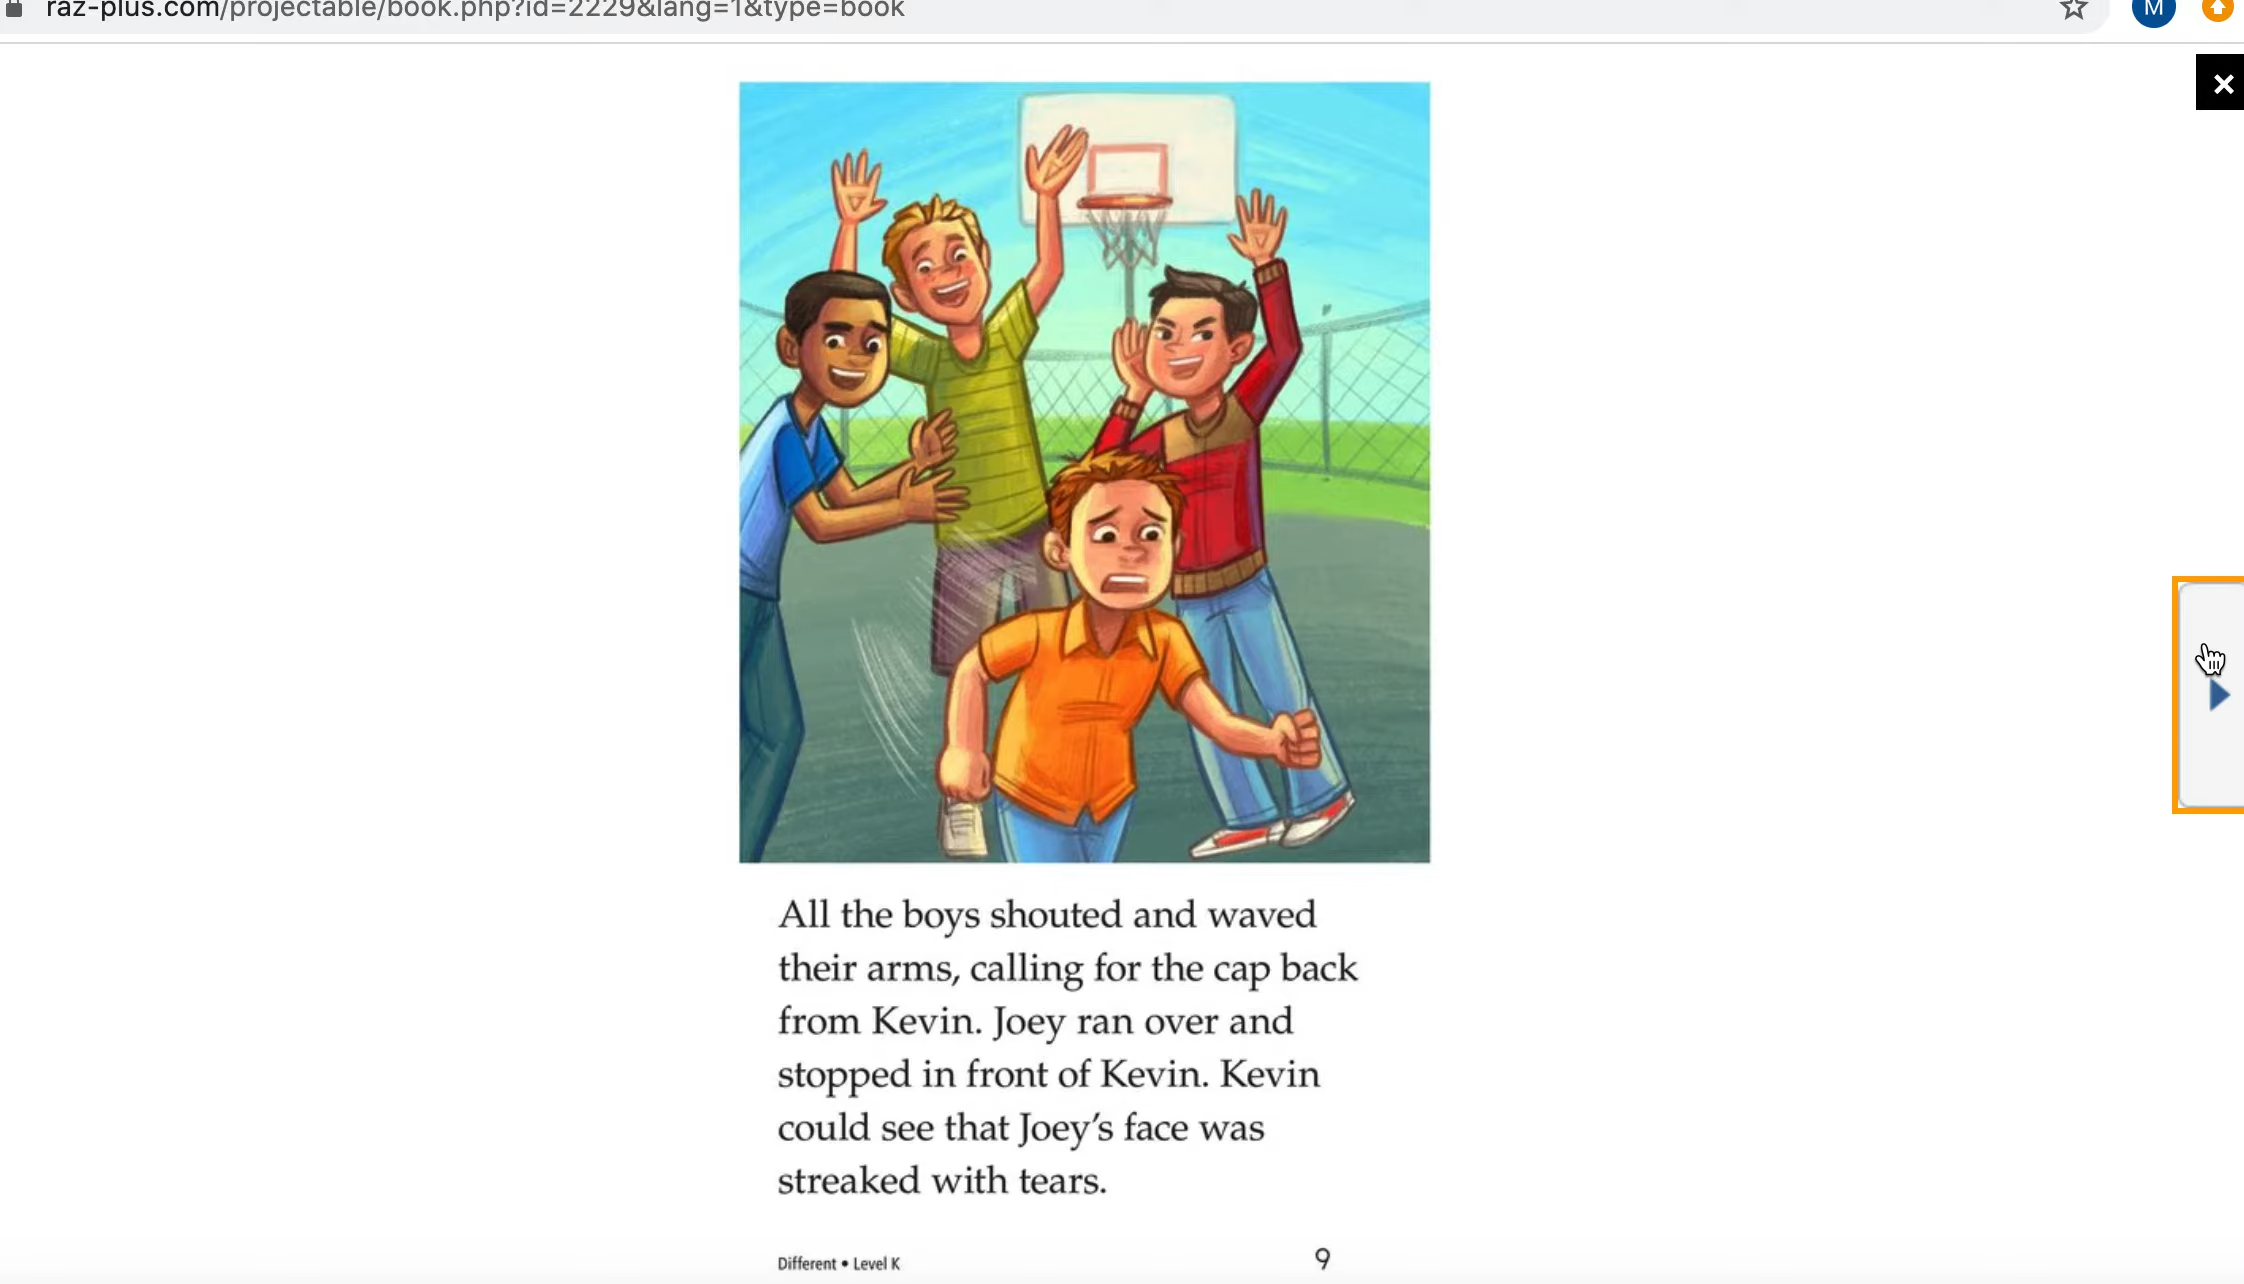 raz-plus.com/projectable/book.php?id=2229&lang=1&type=book
M
All the boys shouted and waved
their arms, calling for the cap back
from Kevin. Joey ran over and
stopped in front of Kevin. Kevin
could see that Joey’s face was
streaked with tears.
Different • Level K
9